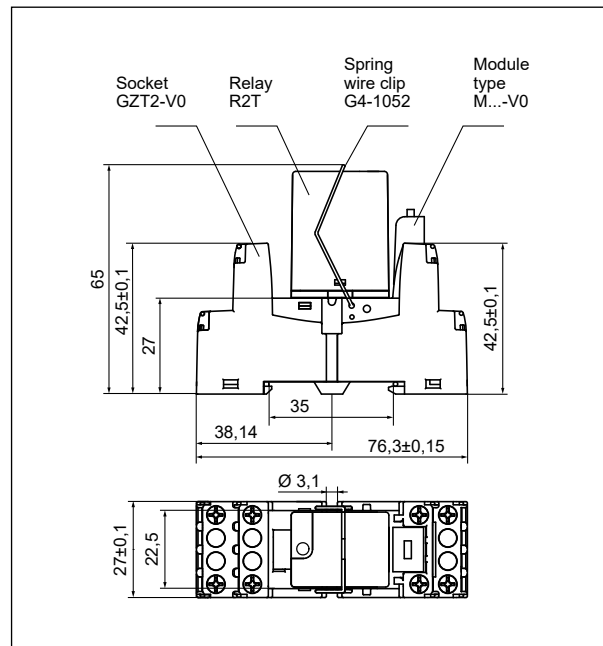 Socket
GZT2-V0
Relay
R2T
Spring
wire clip
G4-1052
Module
type
M...-V0
65
42,5±0,1
27
42,5±0,1
35
38,14
76,3±0,15
Ø 3,1
27±0,1
22,5